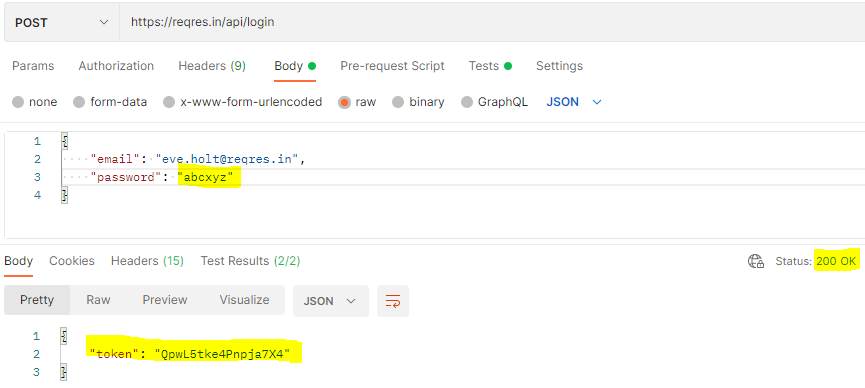 POST https://reqres.in/api/login
Params Authorization Headers (9) Body Pre-request Script Tests Settings
none form-data x-www-form-urlencoded raw binary GraphQL JSON
1 {
2 "email": "eve.holt@reqres.in",
3 "password": "abcxyz"
4 }
Body Cookies Headers (15) Test Results (2/2) Status: 200 OK
Pretty Raw Preview Visualize JSON
1 {
2 "token": "QpwL5tke4Pnpja7X4"
3 }